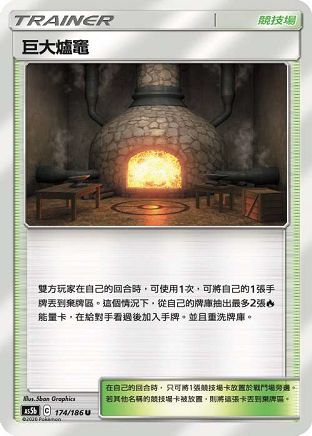 TRAINER
競技場
巨大爐竈
雙方玩家在自己的回合時,可使用1次,可將自己的1張手
牌丟到棄牌區。這個情況下,從自己的牌庫抽出最多2張
能量卡,在給對手看過後加入手牌。並且重洗牌庫。
Illus.5ban Graphics
AS5b C 174/186 U
©2020 Pokémon
在自己的回合時,只可將1張競技場卡放置於戰鬥場旁邊。
若其他名稱的競技場卡被放置,則將這張卡丟到棄牌區。